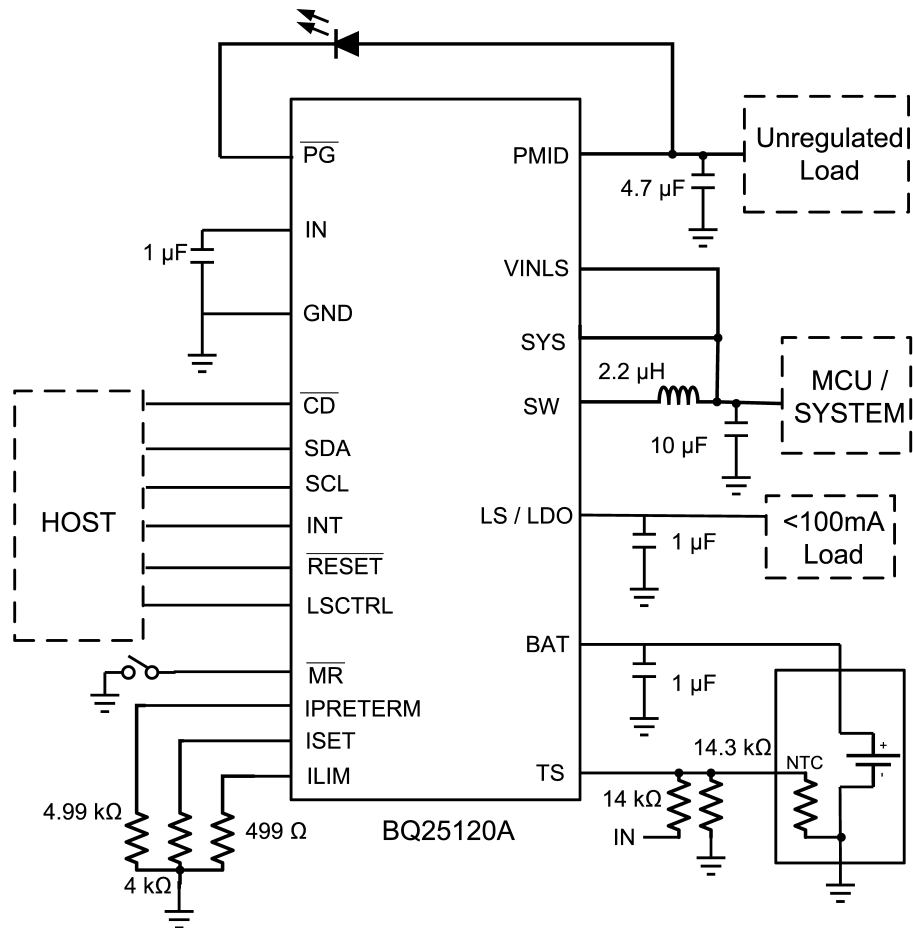 PG
PMID
Unregulated
Load
4.7 µF
IN
1 µF
GND
VINLS
SYS
2.2 µH
SW
MCU /
SYSTEM
10 µF
HOST
CD
SDA
SCL
INT
RESET
LSCTRL
LS / LDO
<100mA
Load
1 µF
MR
IPRETERM
ISET
ILIM
BAT
1 µF
TS
14.3 kΩ
NTC
+
-
14 kΩ
IN
4.99 kΩ
499 Ω
4 kΩ
BQ25120A